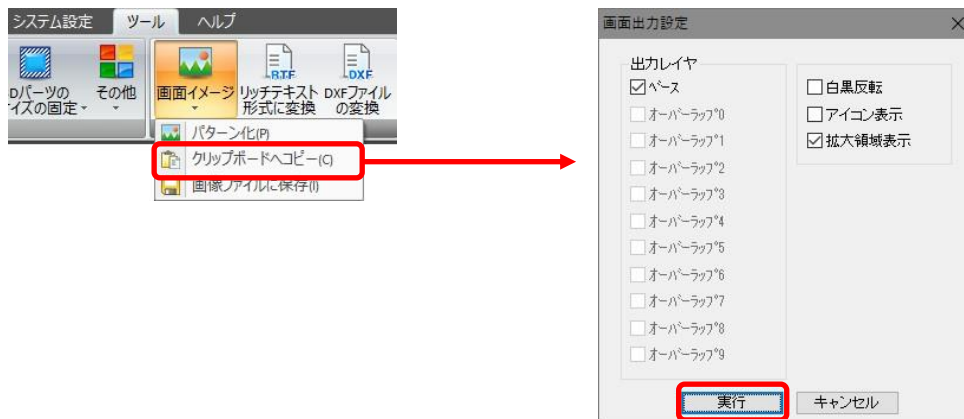 システム設定 ツール ヘルプ
Dパーツの
イズの固定
その他
画面イメージ
RTF
リッチテキスト
形式に変換
DXF
DXFファイル
の変換
パターン化(P)
クリップボードへコピー(C)
画像ファイルに保存(I)
画面出力設定
出力レイヤ
ベース
オーバーラップ0
オーバーラップ1
オーバーラップ2
オーバーラップ3
オーバーラップ4
オーバーラップ5
オーバーラップ6
オーバーラップ7
オーバーラップ8
オーバーラップ9
白黒反転
アイコン表示
拡大領域表示
実行 キャンセル